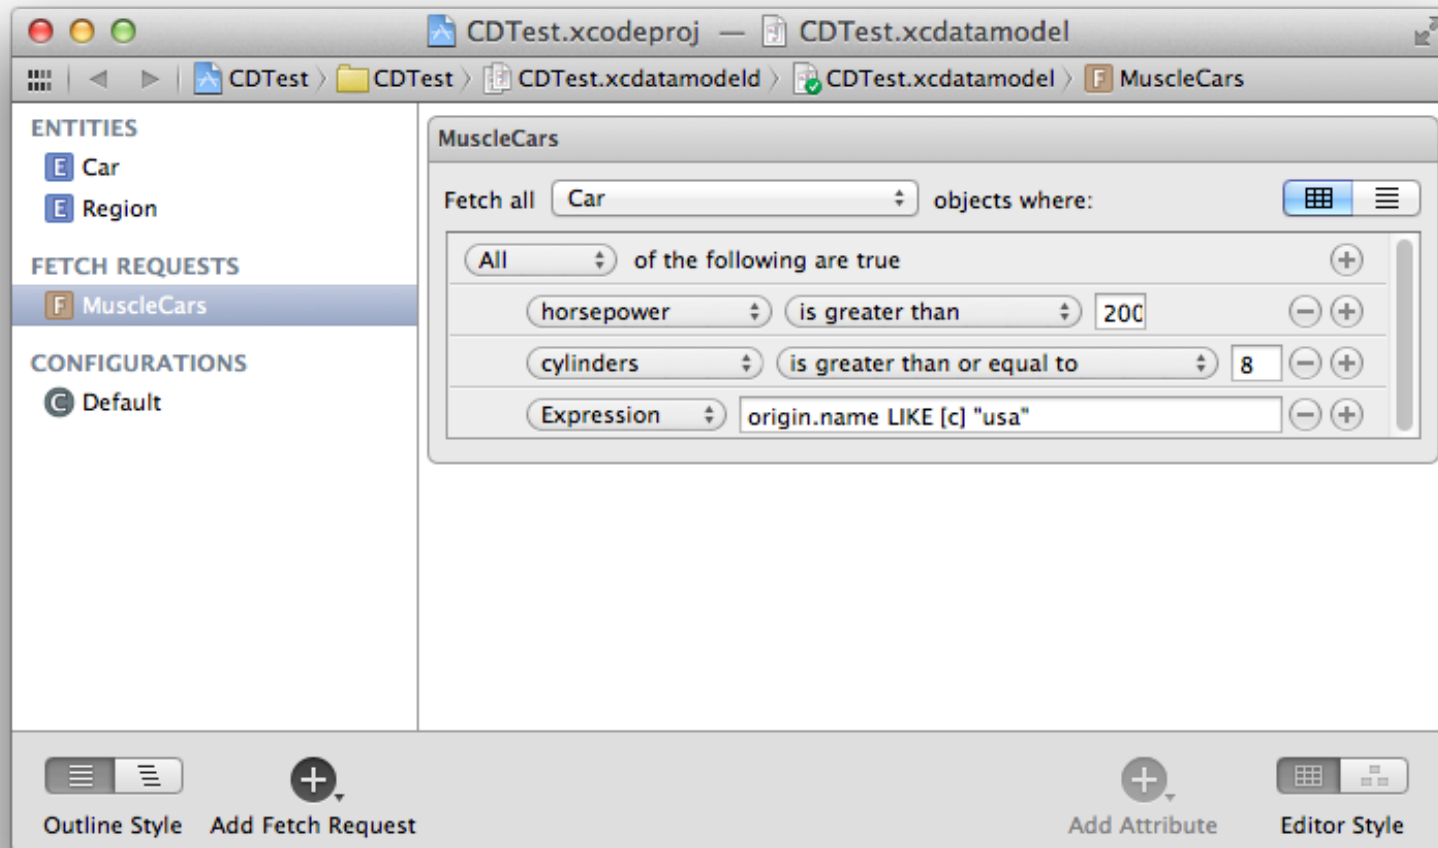 CDTest.xcodeproj — CDTest.xcdatamodel
CDTest CDTest CDTest.xcdatamodeld CDTest.xcdatamodel F MuscleCars
ENTITIES
E Car
E Region
FETCH REQUESTS
F MuscleCars
CONFIGURATIONS
C Default
MuscleCars
Fetch all Car objects where:
All of the following are true
horsepower is greater than 200
cylinders is greater than or equal to 8
Expression origin.name LIKE [c] "usa"
Outline Style Add Fetch Request Add Attribute Editor Style